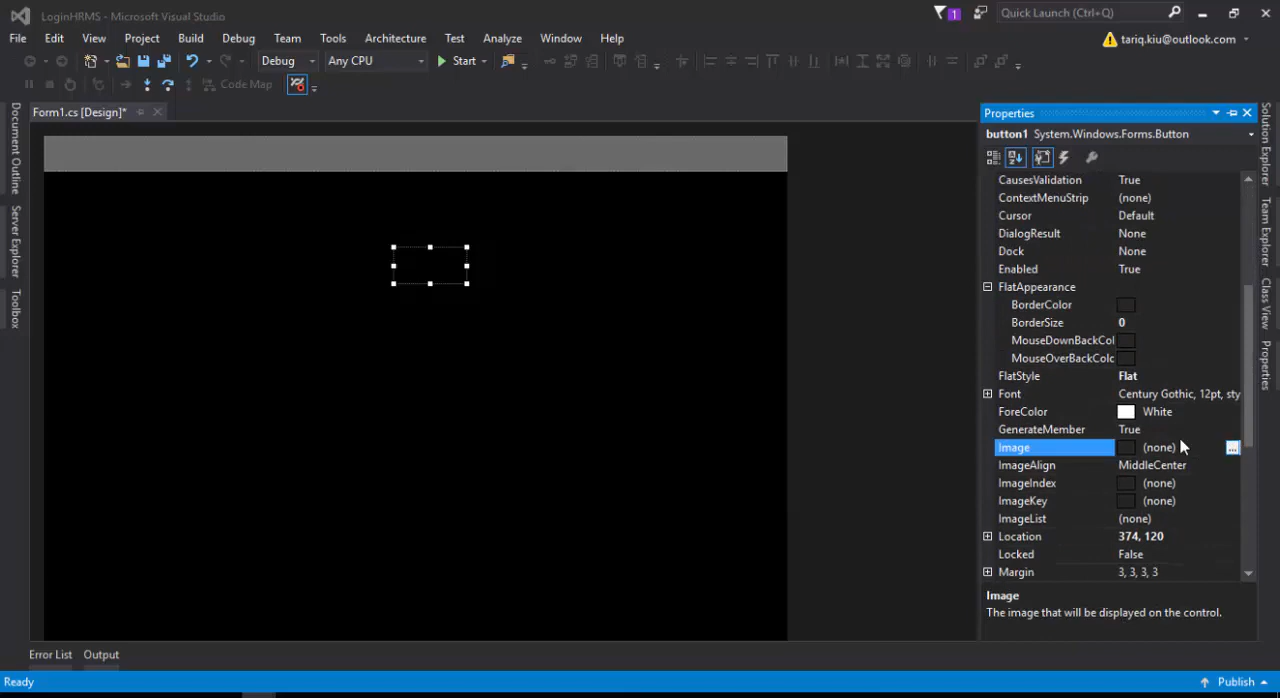 LoginHRMS - Microsoft Visual Studio
1
Quick Launch (Ctrl+Q)
File Edit View Project Build Debug Team Tools Architecture Test Analyze Window Help
tariq.kiu@outlook.com
Debug Any CPU Start
Code Map
Form1.cs [Design]*
Document Outline
Server Explorer
Toolbox
Properties
button1 System.Windows.Forms.Button
CausesValidation True
ContextMenuStrip (none)
Cursor Default
DialogResult None
Dock None
Enabled True
FlatAppearance
BorderColor
BorderSize 0
MouseDownBackCol
MouseOverBackColc
FlatStyle Flat
Font Century Gothic, 12pt, sty
ForeColor White
GenerateMember True
Image (none) ...
ImageAlign MiddleCenter
ImageIndex (none)
ImageKey (none)
ImageList (none)
Location 374, 120
Locked False
Margin 3, 3, 3, 3
Image
The image that will be displayed on the control.
Solution Explorer
Team Explorer
Class View
Properties
Error List Output
Ready
Publish